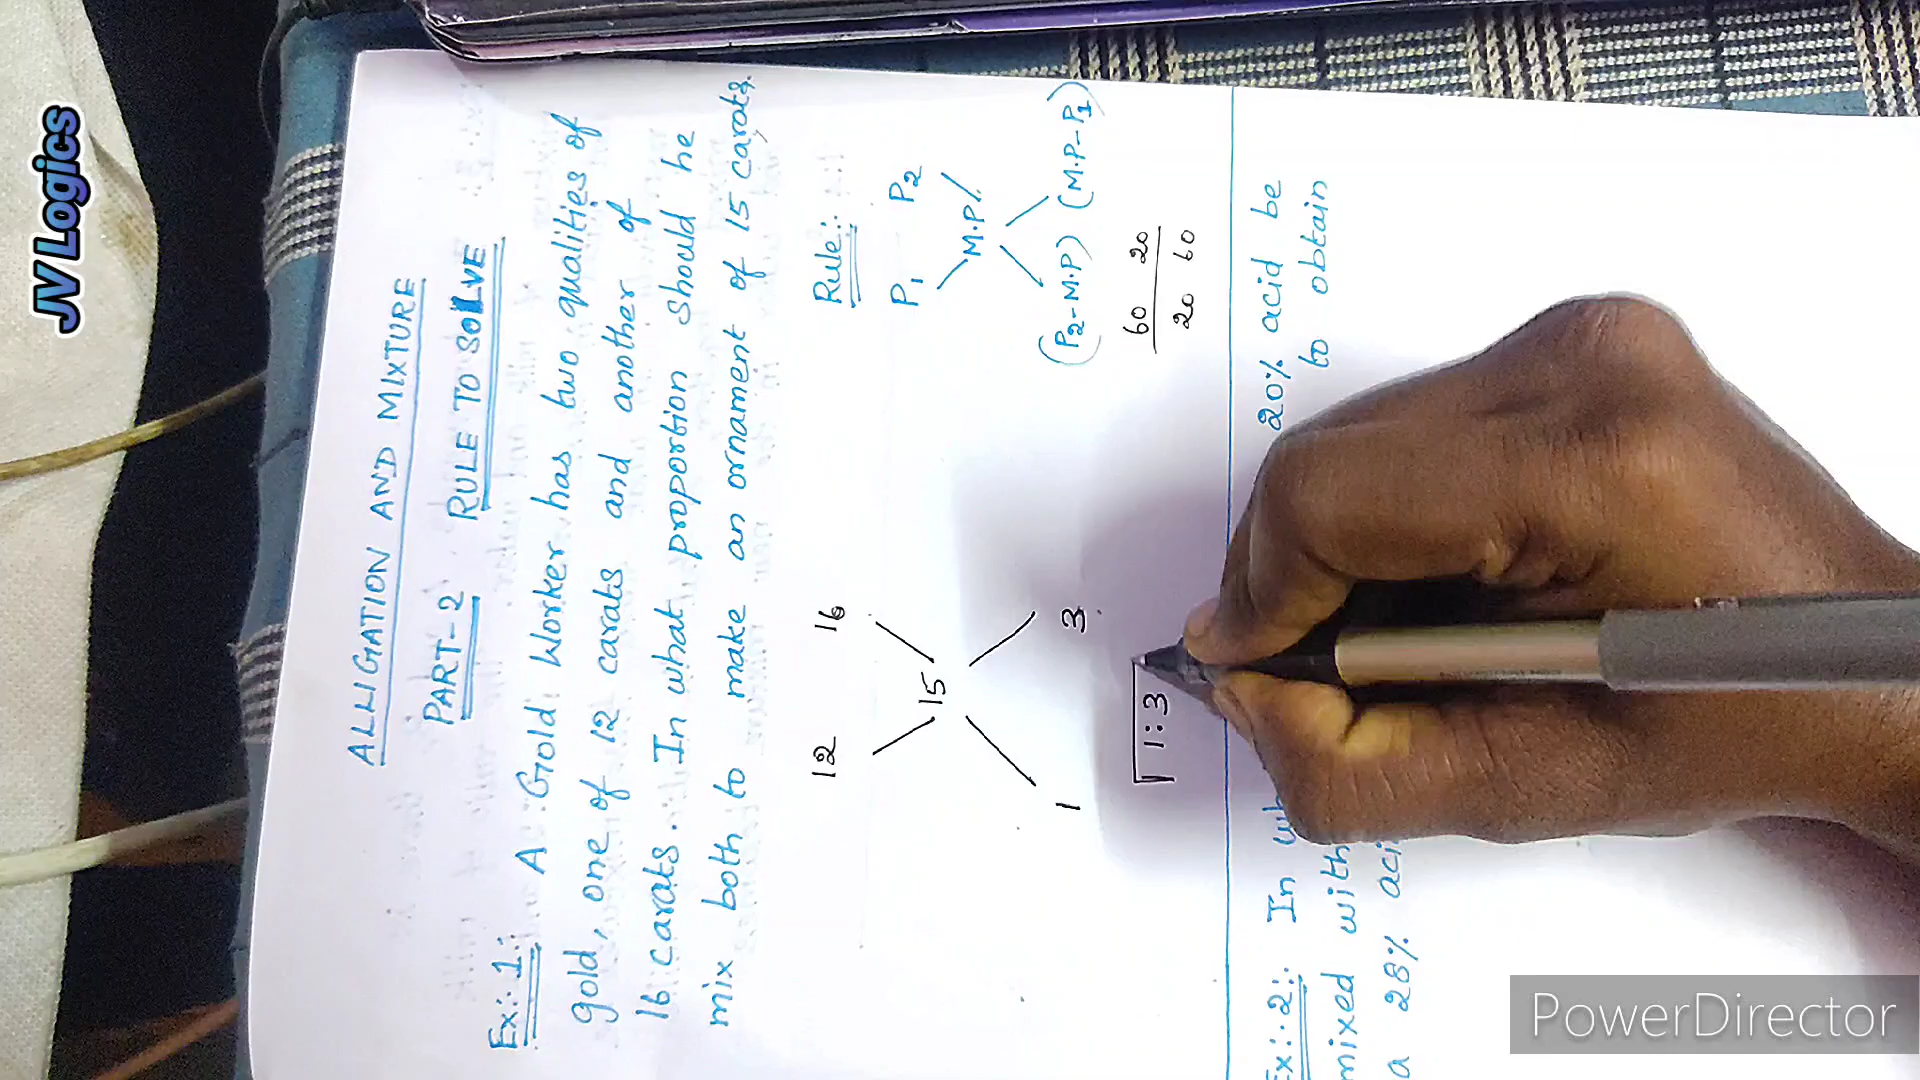 JV Logics
ALLIGATION AND MIXTURE
PART-2 RULE TO SOLVE
Ex:-1:- A Gold Worker has two qualities of
gold, one of 12 carats and another of
16 carats. In what proportion should he
mix both to make an ornament of 15 carats.
12 16
15
1 3
1:3
Rule:-
P1 P2
M.P
(P2-M.P) (M.P-P1)
60 20
20 60
Ex:-2:- In 20% acid be
mixed with to obtain
a 28%
PowerDirector